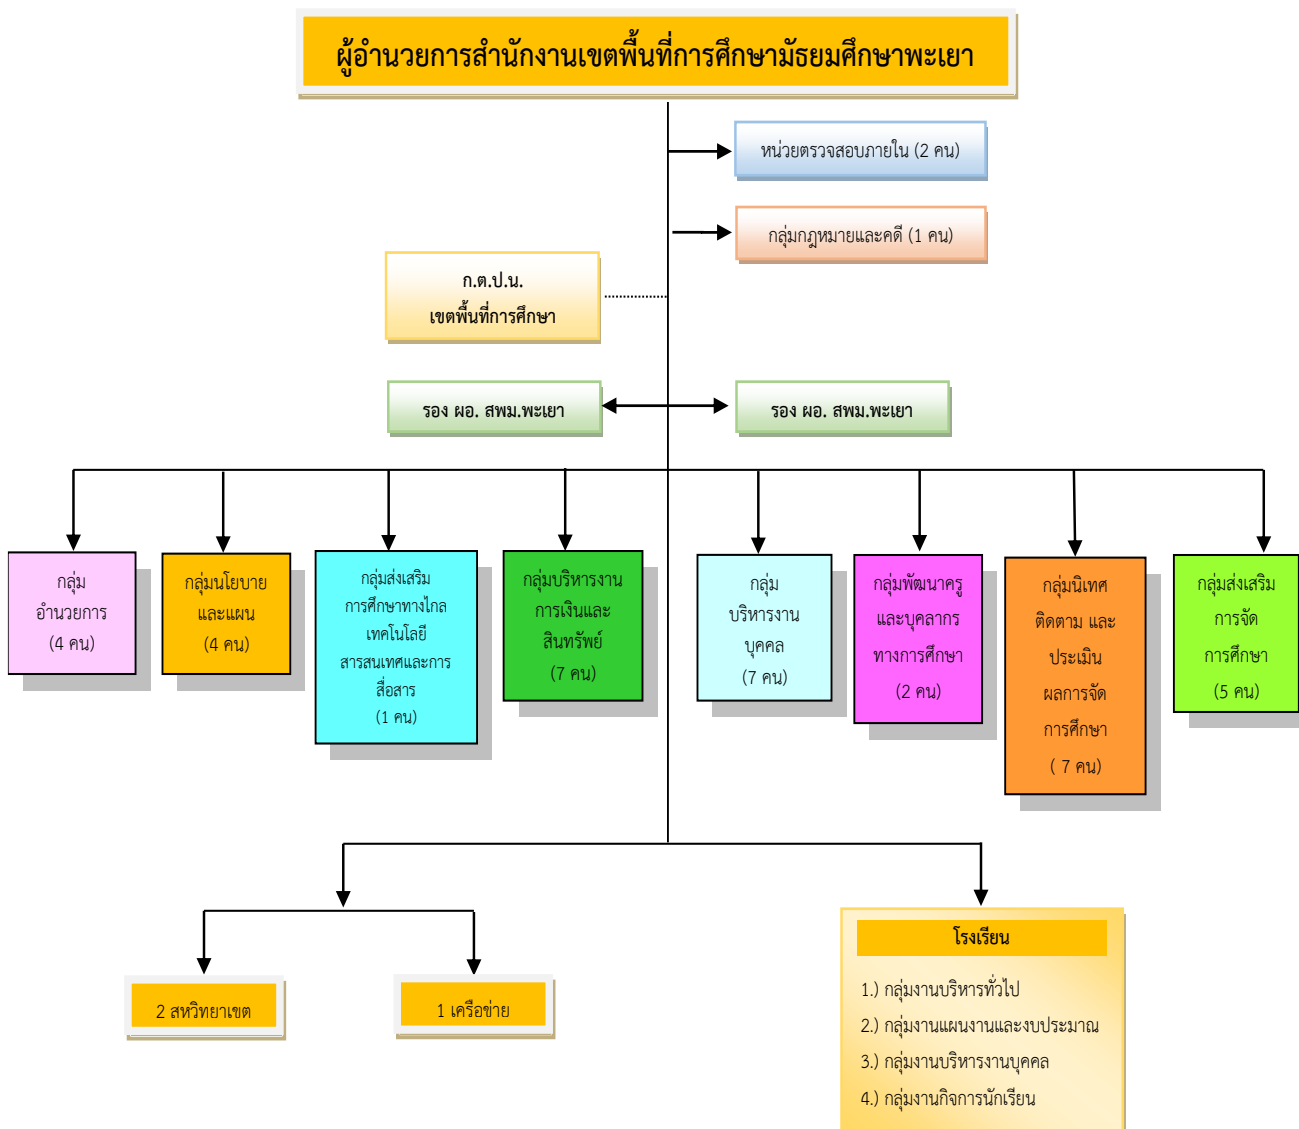 ผู้อำนวยการสำนักงานเขตพื้นที่การศึกษามัธยมศึกษาพะเยา
หน่วยตรวจสอบภายใน (2 คน)
กลุ่มกฎหมายและคดี (1 คน)
ก.ต.ป.น.
เขตพื้นที่การศึกษา
รอง ผอ. สพม.พะเยา
รอง ผอ. สพม.พะเยา
กลุ่ม
อำนวยการ
(4 คน)
กลุ่มนโยบาย
และแผน
(4 คน)
กลุ่มส่งเสริม
การศึกษาทางไกล
เทคโนโลยี
สารสนเทศและการ
สื่อสาร
(1 คน)
กลุ่มบริหารงาน
การเงินและ
สินทรัพย์
(7 คน)
กลุ่ม
บริหารงาน
บุคคล
(7 คน)
กลุ่มพัฒนาครู
และบุคลากร
ทางการศึกษา
(2 คน)
กลุ่มนิเทศ
ติดตาม และ
ประเมิน
ผลการจัด
การศึกษา
( 7 คน)
กลุ่มส่งเสริม
การจัด
การศึกษา
(5 คน)
2 สหวิทยาเขต
1 เครือข่าย
โรงเรียน
1.) กลุ่มงานบริหารทั่วไป
2.) กลุ่มงานแผนงานและงบประมาณ
3.) กลุ่มงานบริหารงานบุคคล
4.) กลุ่มงานกิจการนักเรียน